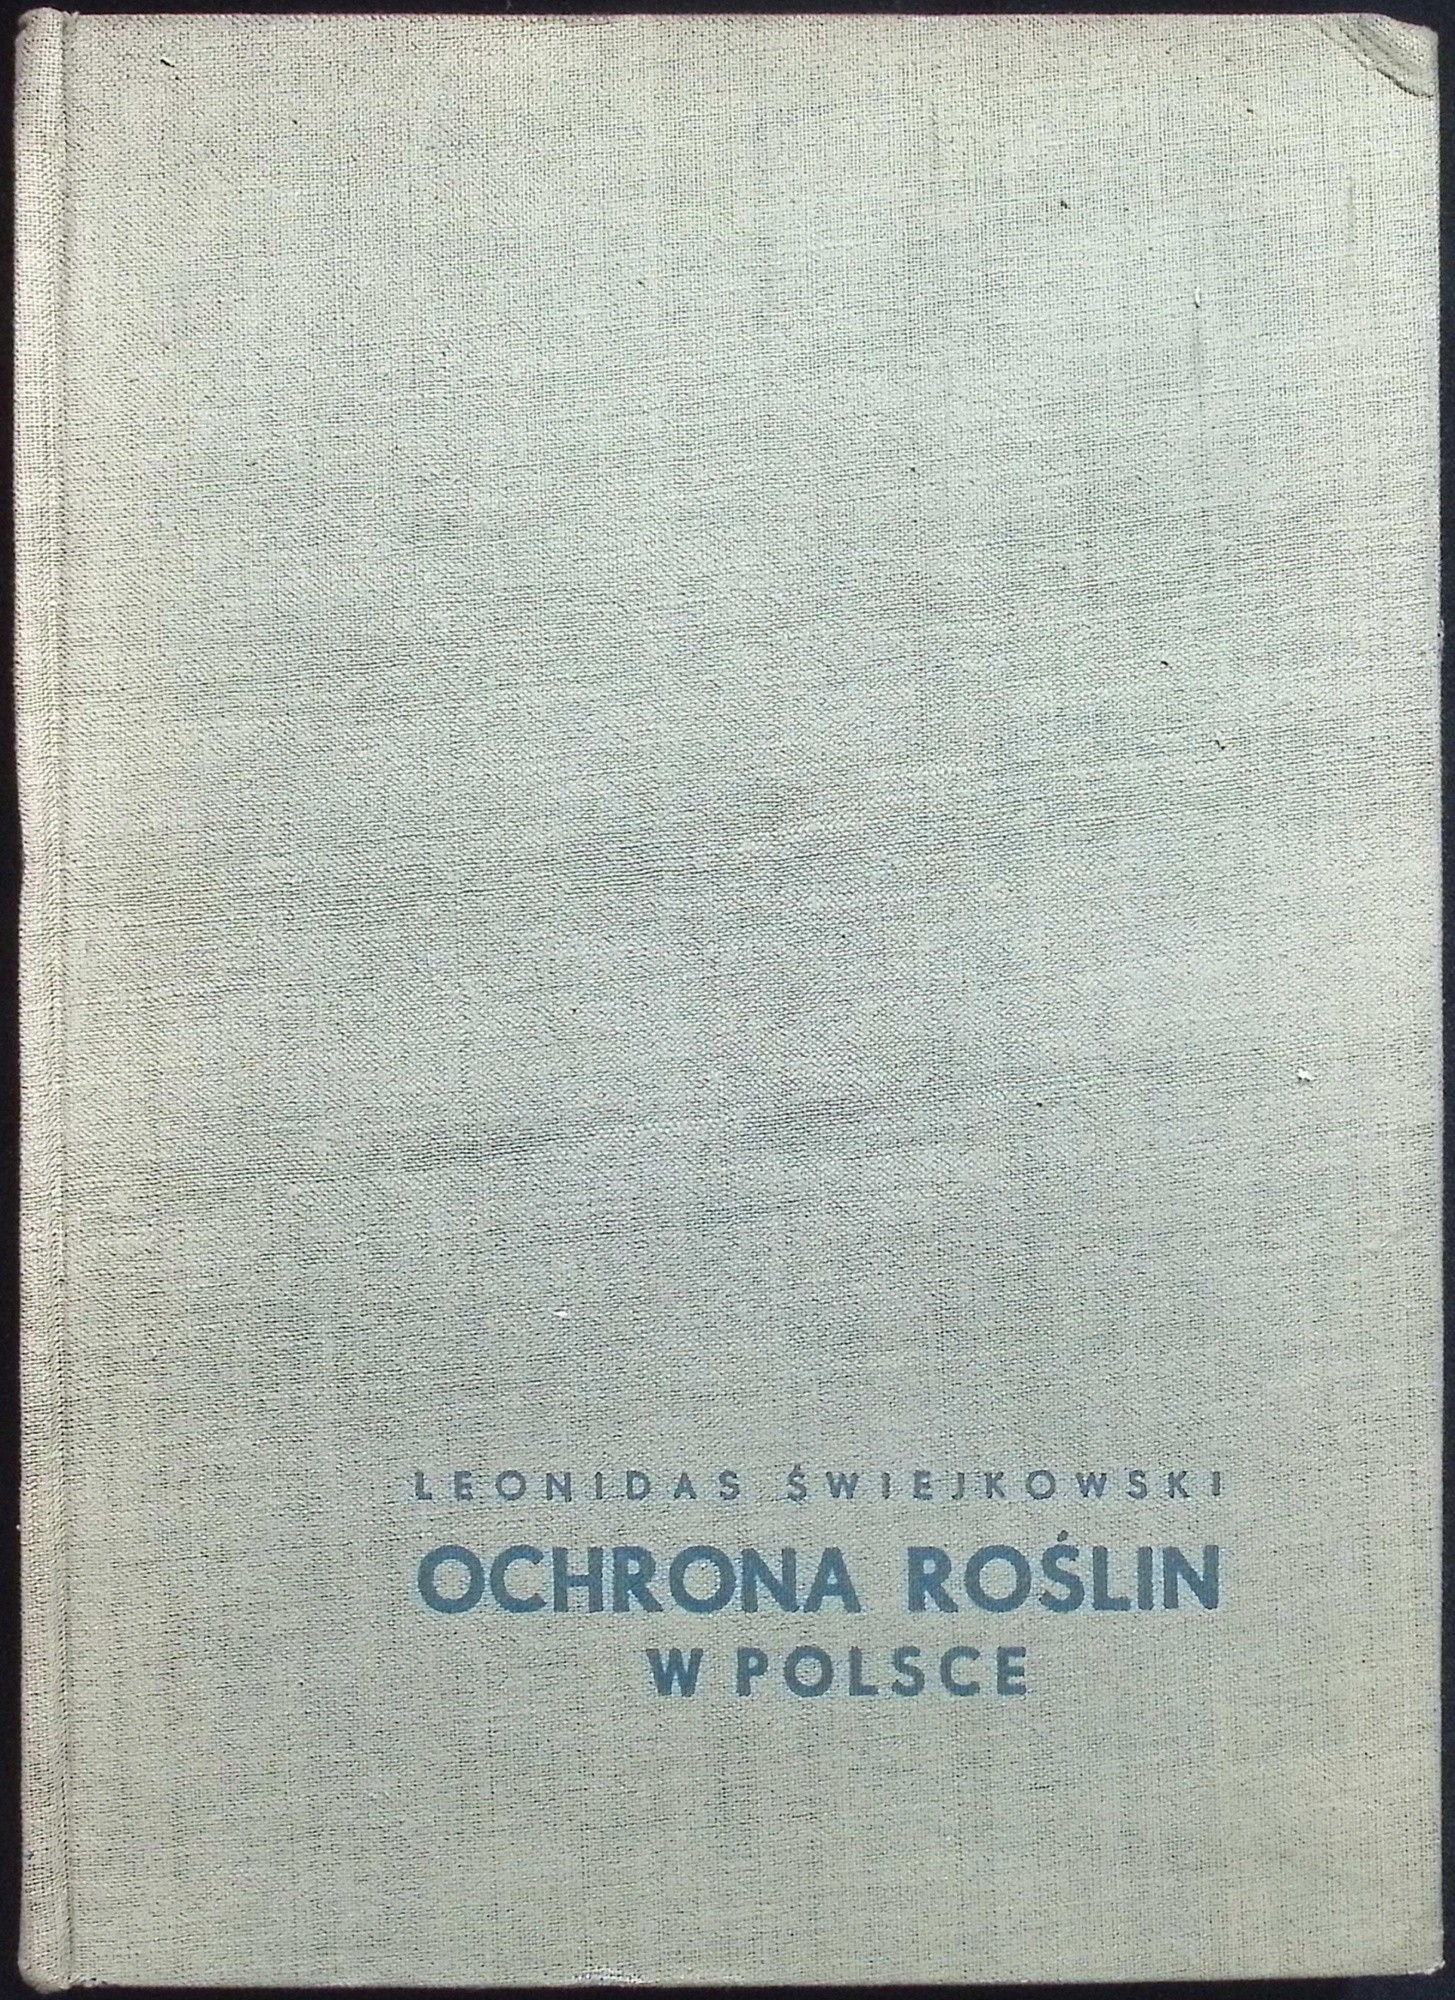 LEONIDAS ŚWIEJKOWSKI
OCHRONA ROŚLIN
W POLSCE